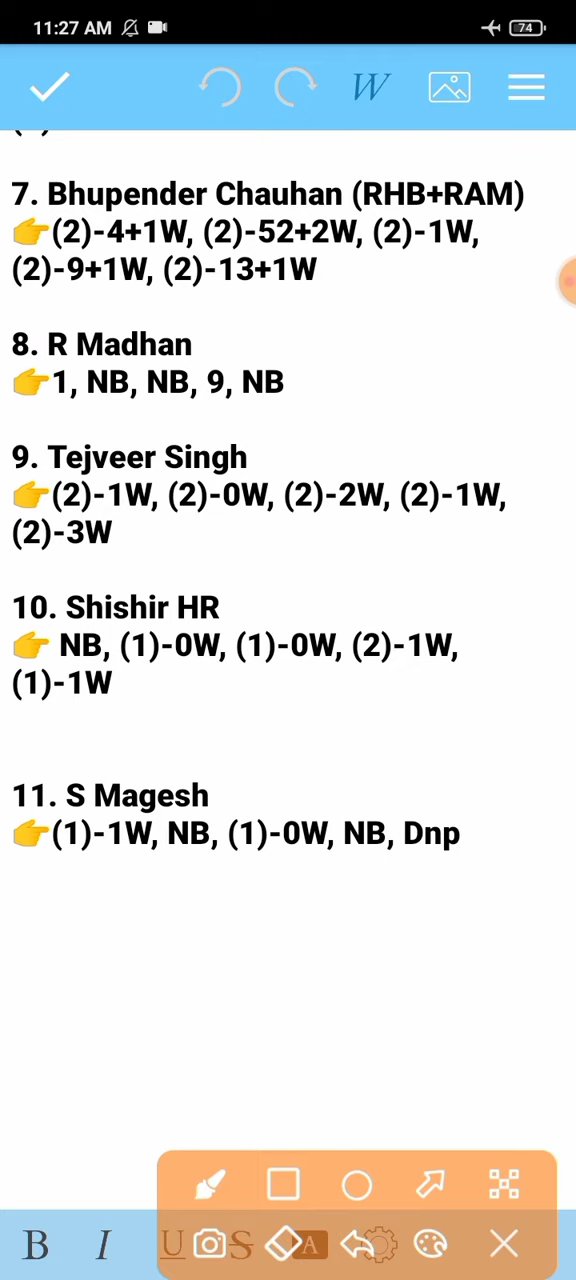 11:27 AM 74
W
7. Bhupender Chauhan (RHB+RAM)
👉(2)-4+1W, (2)-52+2W, (2)-1W,
(2)-9+1W, (2)-13+1W
8. R Madhan
👉1, NB, NB, 9, NB
9. Tejveer Singh
👉(2)-1W, (2)-0W, (2)-2W, (2)-1W,
(2)-3W
10. Shishir HR
👉 NB, (1)-0W, (1)-0W, (2)-1W,
(1)-1W
11. S Magesh
👉(1)-1W, NB, (1)-0W, NB, Dnp
B I U S A